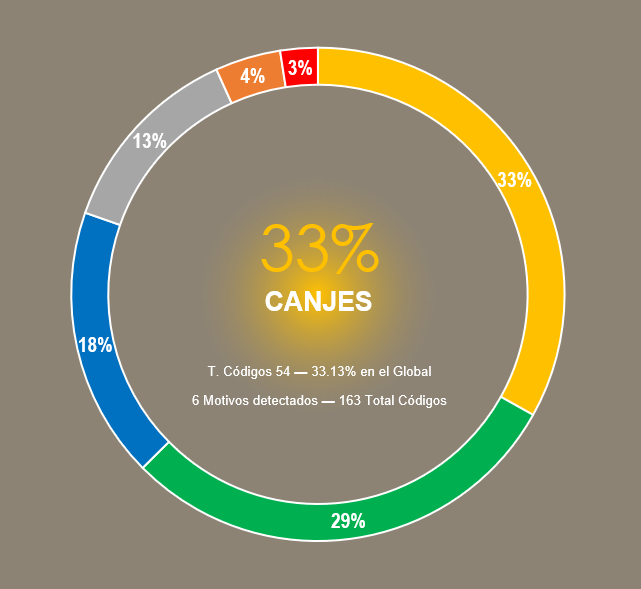 4%
3%
13%
33%
33%
CANJES
18%
T. Códigos 54 — 33.13% en el Global
6 Motivos detectados — 163 Total Códigos
29%